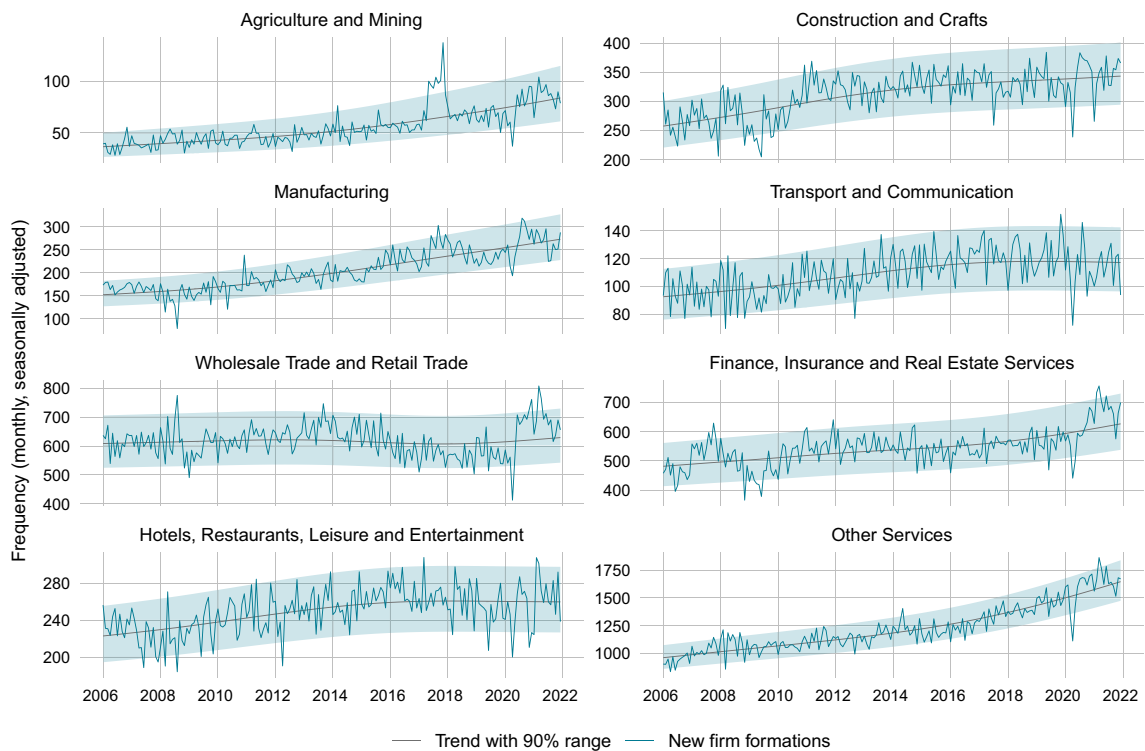 Frequency (monthly, seasonally adjusted)
Agriculture and Mining
100
50
Construction and Crafts
400
350
300
250
200
Manufacturing
300
250
200
150
100
Transport and Communication
140
120
100
80
Wholesale Trade and Retail Trade
800
700
600
500
400
Finance, Insurance and Real Estate Services
700
600
500
400
Hotels, Restaurants, Leisure and Entertainment
280
240
200
2006 2008 2010 2012 2014 2016 2018 2020 2022
Other Services
1750
1500
1250
1000
2006 2008 2010 2012 2014 2016 2018 2020 2022
Trend with 90% range New firm formations